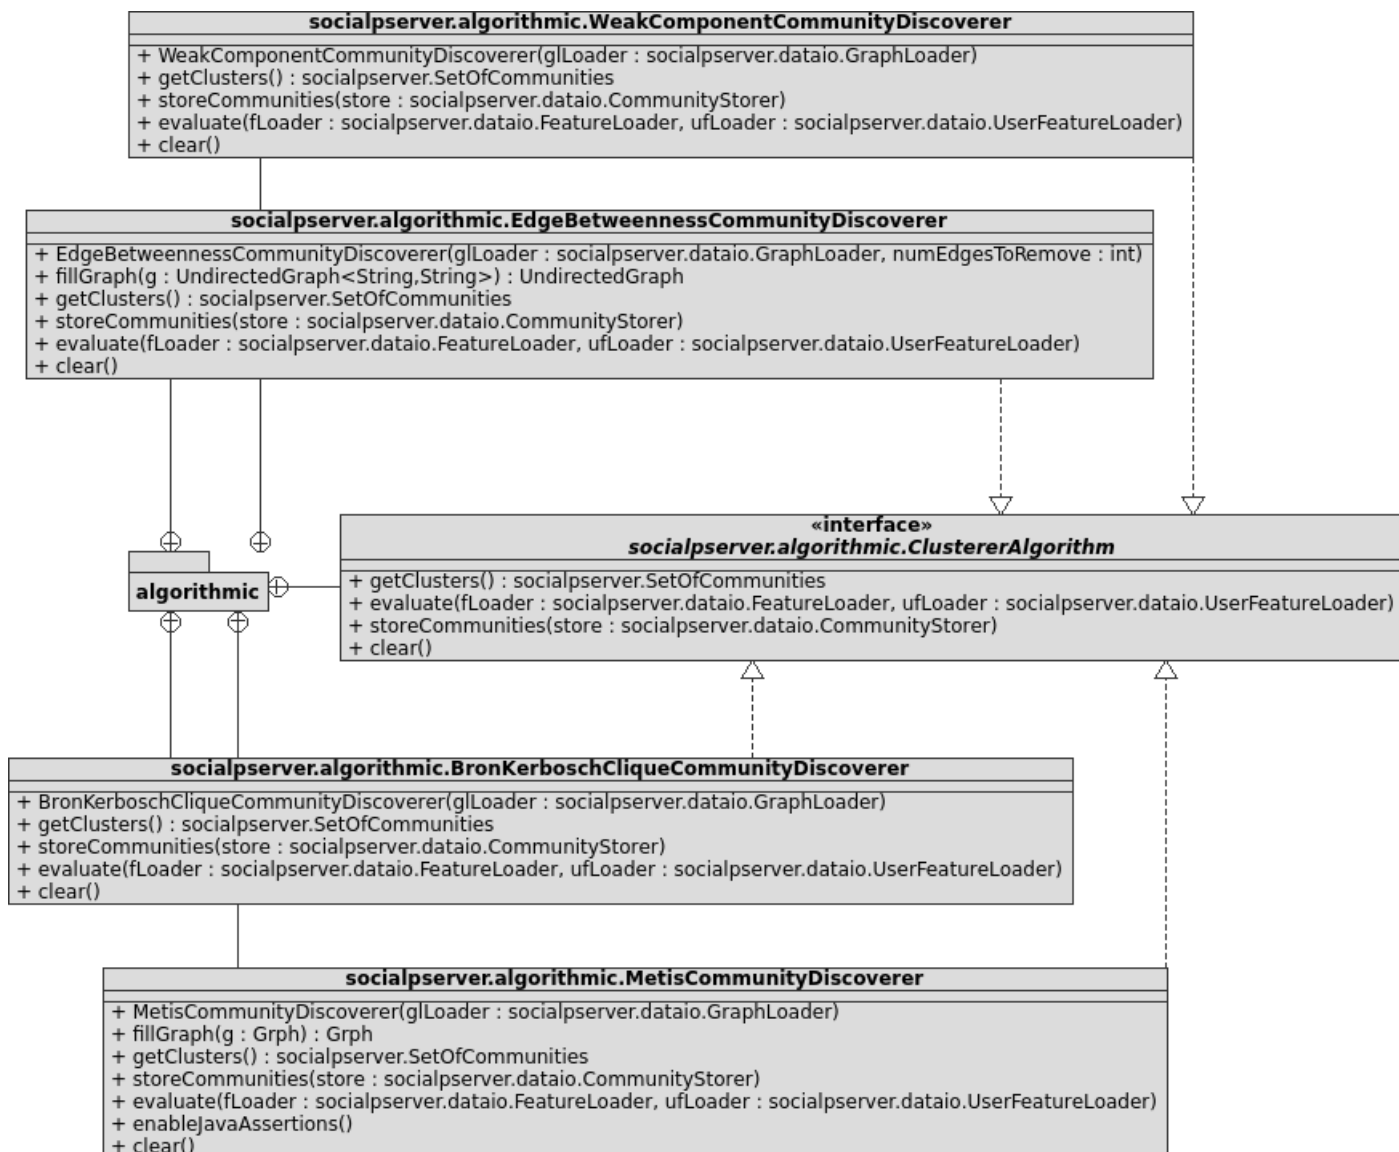 socialpserver.algorithmic.WeakComponentCommunityDiscoverer
+ WeakComponentCommunityDiscoverer(glLoader : socialpserver.dataio.GraphLoader)
+ getClusters() : socialpserver.SetOfCommunities
+ storeCommunities(store : socialpserver.dataio.CommunityStorer)
+ evaluate(fLoader : socialpserver.dataio.FeatureLoader, ufLoader : socialpserver.dataio.UserFeatureLoader)
+ clear()
socialpserver.algorithmic.EdgeBetweennessCommunityDiscoverer
+ EdgeBetweennessCommunityDiscoverer(glLoader : socialpserver.dataio.GraphLoader, numEdgesToRemove : int)
+ fillGraph(g : UndirectedGraph<String,String>) : UndirectedGraph
+ getClusters() : socialpserver.SetOfCommunities
+ storeCommunities(store : socialpserver.dataio.CommunityStorer)
+ evaluate(fLoader : socialpserver.dataio.FeatureLoader, ufLoader : socialpserver.dataio.UserFeatureLoader)
+ clear()
algorithmic
«interface»
socialpserver.algorithmic.ClustererAlgorithm
+ getClusters() : socialpserver.SetOfCommunities
+ evaluate(fLoader : socialpserver.dataio.FeatureLoader, ufLoader : socialpserver.dataio.UserFeatureLoader)
+ storeCommunities(store : socialpserver.dataio.CommunityStorer)
+ clear()
socialpserver.algorithmic.BronKerboschCliqueCommunityDiscoverer
+ BronKerboschCliqueCommunityDiscoverer(glLoader : socialpserver.dataio.GraphLoader)
+ getClusters() : socialpserver.SetOfCommunities
+ storeCommunities(store : socialpserver.dataio.CommunityStorer)
+ evaluate(fLoader : socialpserver.dataio.FeatureLoader, ufLoader : socialpserver.dataio.UserFeatureLoader)
+ clear()
socialpserver.algorithmic.MetisCommunityDiscoverer
+ MetisCommunityDiscoverer(glLoader : socialpserver.dataio.GraphLoader)
+ fillGraph(g : Grph) : Grph
+ getClusters() : socialpserver.SetOfCommunities
+ storeCommunities(store : socialpserver.dataio.CommunityStorer)
+ evaluate(fLoader : socialpserver.dataio.FeatureLoader, ufLoader : socialpserver.dataio.UserFeatureLoader)
+ enableJavaAssertions()
+ clear()